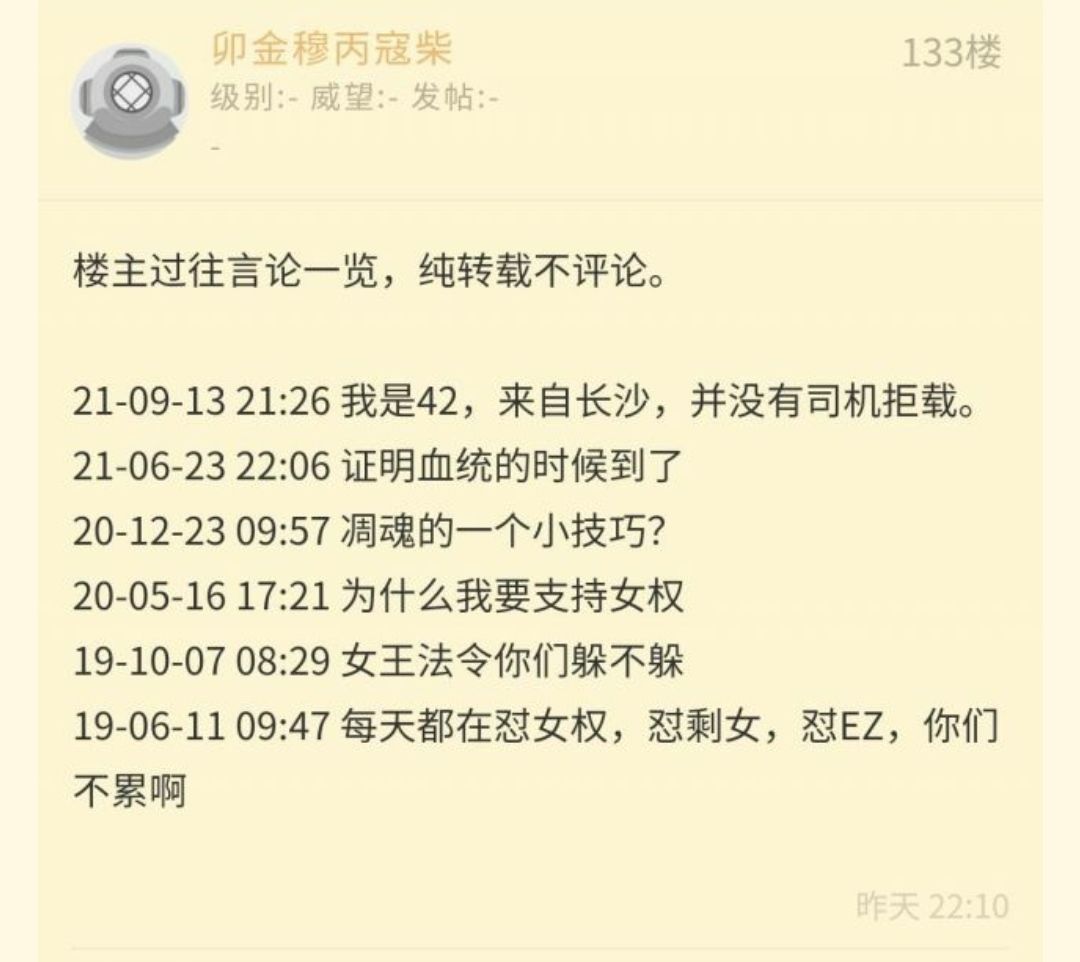 卯金穆丙寇柴
133楼
级别:- 威望:- 发帖:-
-
楼主过往言论一览，纯转载不评论。
21-09-13 21:26 我是42，来自长沙，并没有司机拒载。
21-06-23 22:06 证明血统的时候到了
20-12-23 09:57 凋魂的一个小技巧？
20-05-16 17:21 为什么我要支持女权
19-10-07 08:29 女王法令你们躲不躲
19-06-11 09:47 每天都在怼女权，怼剩女，怼EZ，你们
不累啊
昨天 22:10